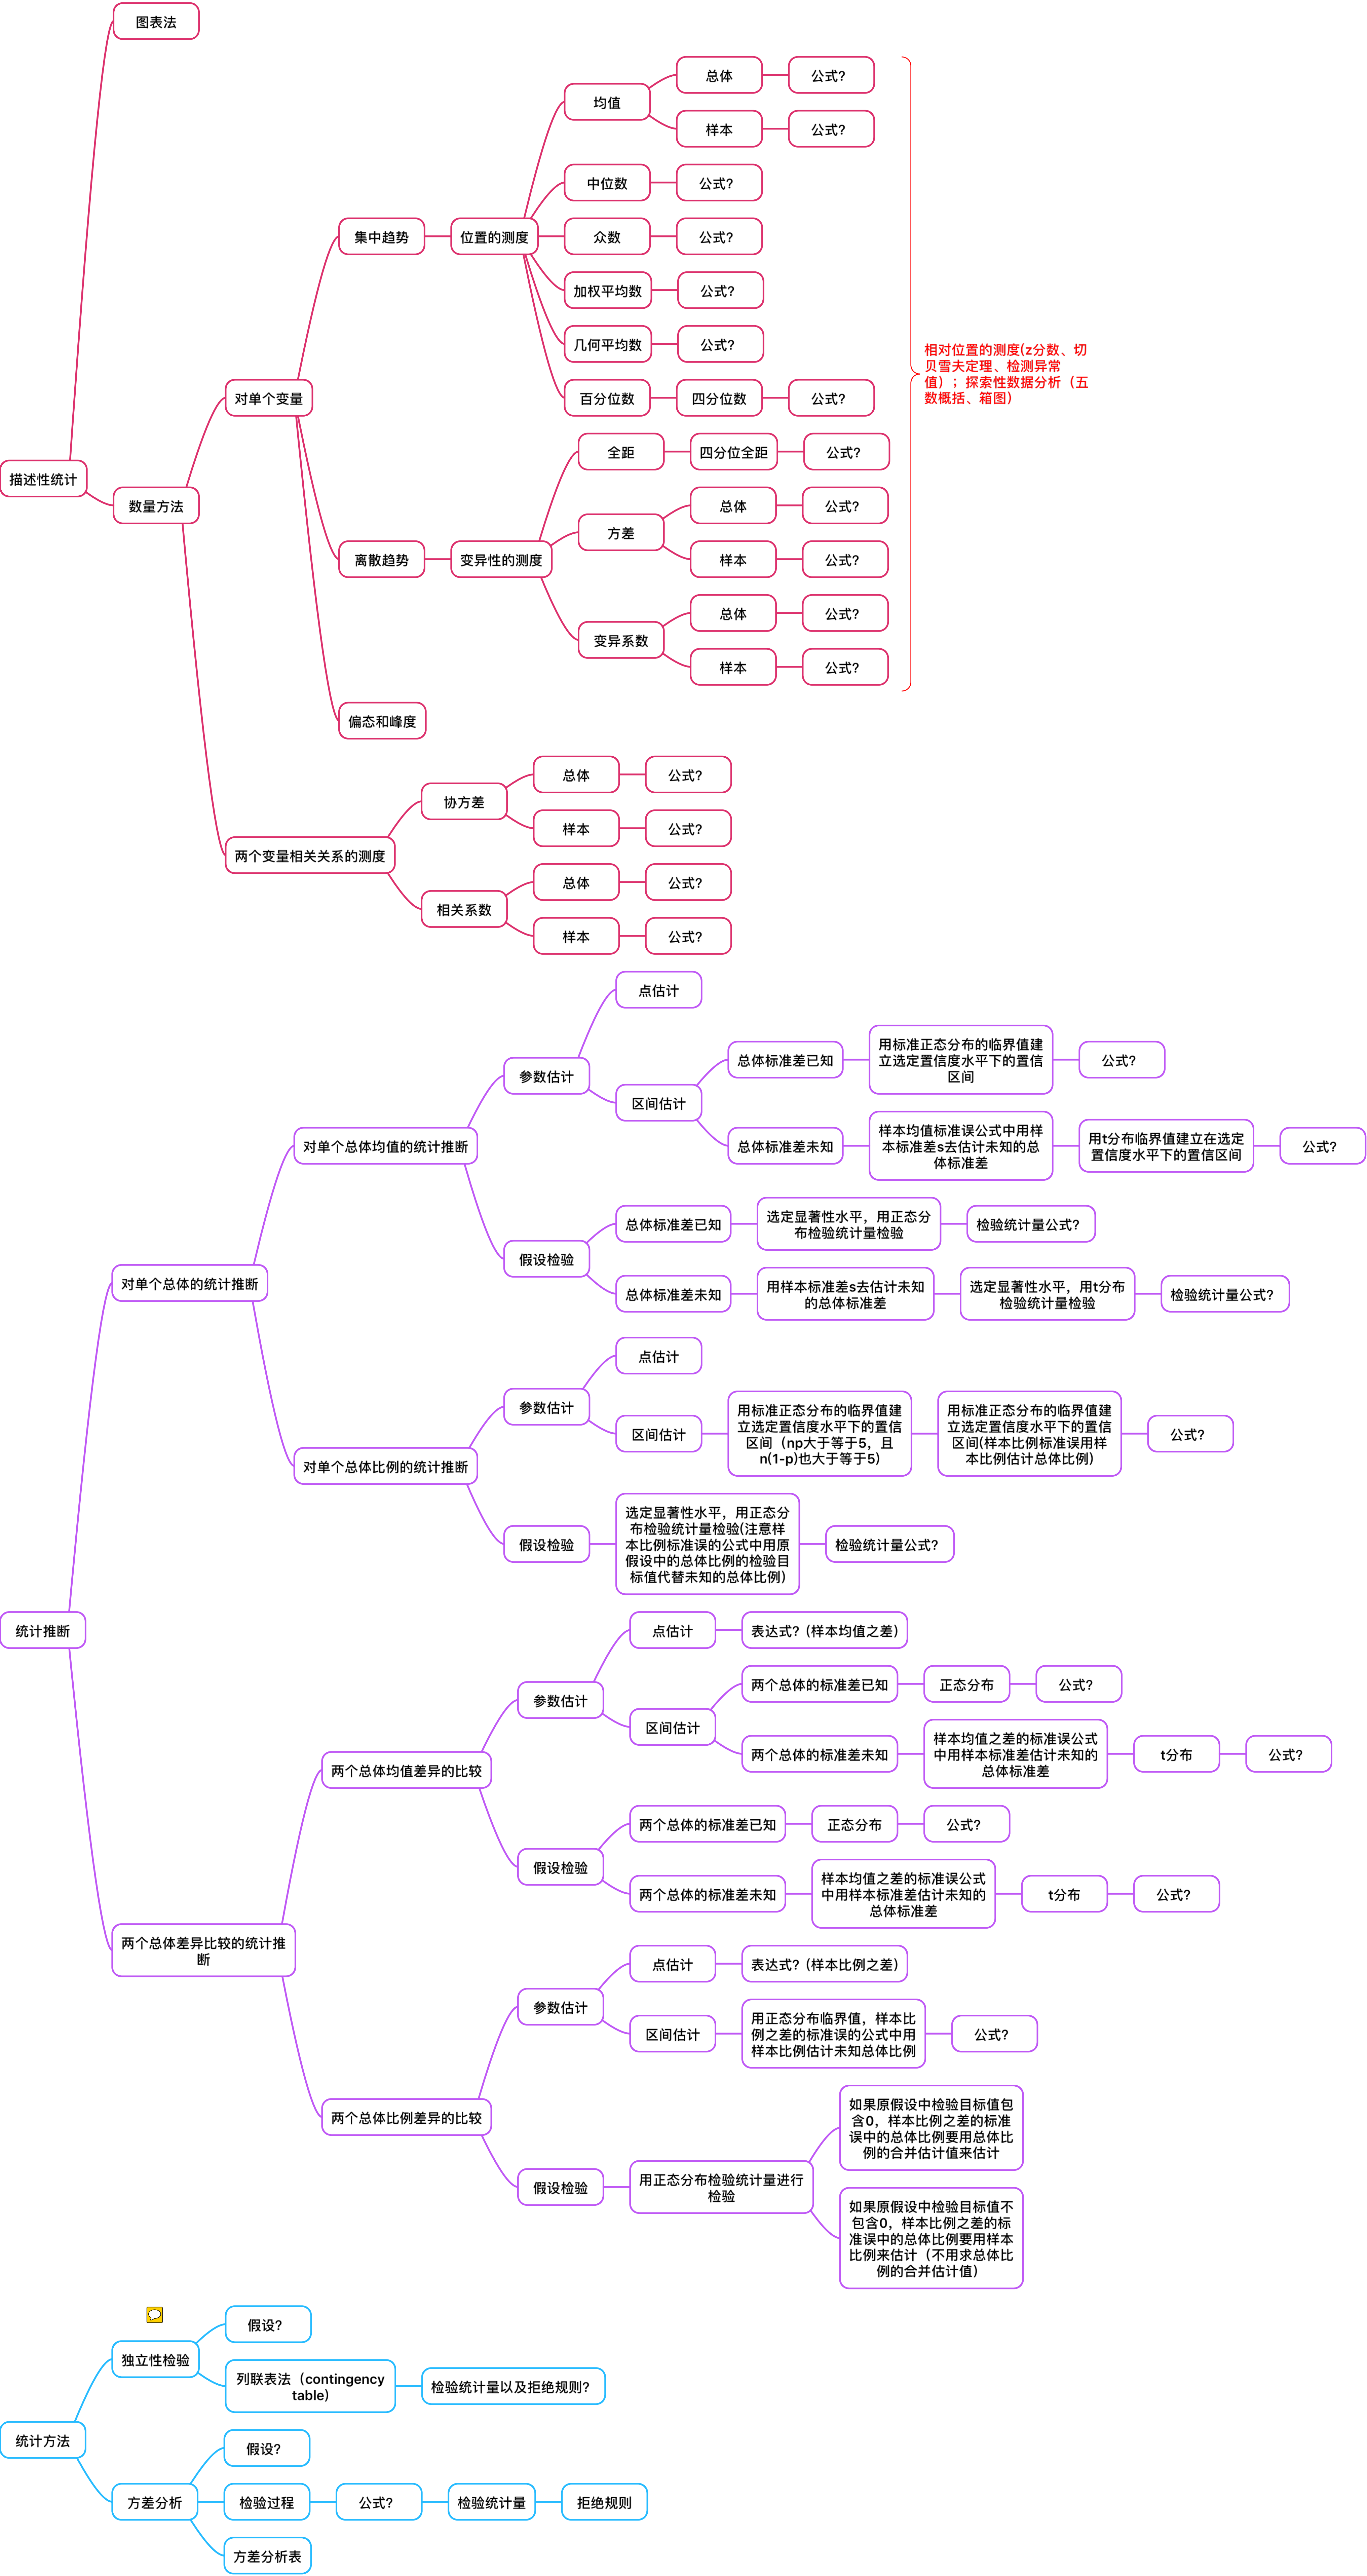 图表法
总体
公式?
均值
样本
公式?
中位数
公式?
集中趋势
位置的测度
众数
公式?
加权平均数
公式?
几何平均数
公式?
相对位置的测度(z分数、切
贝雪夫定理、检测异常
值）；探索性数据分析（五
数概括、箱图）
对单个变量
百分位数
四分位数
公式?
全距
四分位全距
公式?
描述性统计
数量方法
总体
公式?
方差
离散趋势
变异性的测度
样本
公式?
总体
公式?
变异系数
样本
公式?
偏态和峰度
总体
公式?
协方差
样本
公式?
两个变量相关关系的测度
总体
公式?
相关系数
样本
公式?
点估计
参数估计
总体标准差已知
用标准正态分布的临界值建
立选定置信度水平下的置信
区间
公式?
区间估计
对单个总体均值的统计推断
总体标准差未知
样本均值标准误公式中用样
本标准差s去估计未知的总
体标准差
用t分布临界值建立在选定
置信度水平下的置信区间
公式?
总体标准差已知
选定显著性水平，用正态分
布检验统计量检验
检验统计量公式?
假设检验
对单个总体的统计推断
总体标准差未知
用样本标准差s去估计未知
的总体标准差
选定显著性水平，用t分布
检验统计量检验
检验统计量公式?
点估计
参数估计
区间估计
用标准正态分布的临界值建
立选定置信度水平下的置信
区间（np大于等于5，且
n(1-p)也大于等于5)
用标准正态分布的临界值建
立选定置信度水平下的置信
区间(样本比例标准误用样
本比例估计总体比例)
公式?
对单个总体比例的统计推断
假设检验
选定显著性水平，用正态分
布检验统计量检验(注意样
本比例标准误的公式中用原
假设中的总体比例的检验目
标值代替未知的总体比例)
检验统计量公式?
统计推断
点估计
表达式? (样本均值之差)
参数估计
两个总体的标准差已知
正态分布
公式?
区间估计
两个总体均值差异的比较
两个总体的标准差未知
样本均值之差的标准误公式
中用样本标准差估计未知的
总体标准差
t分布
公式?
两个总体的标准差已知
正态分布
公式?
假设检验
两个总体的标准差未知
样本均值之差的标准误公式
中用样本标准差估计未知的
总体标准差
t分布
公式?
两个总体差异比较的统计推
断
点估计
表达式? (样本比例之差)
参数估计
区间估计
用正态分布临界值，样本比
例之差的标准误的公式中用
样本比例估计未知总体比例
公式?
两个总体比例差异的比较
如果原假设中检验目标值包
含0，样本比例之差的标准
误中的总体比例要用总体比
例的合并估计值来估计
假设检验
用正态分布检验统计量进行
检验
如果原假设中检验目标值不
包含0，样本比例之差的标
准误中的总体比例要用样本
比例来估计（不用求总体比
例的合并估计值)
假设?
独立性检验
列联表法（contingency
table)
检验统计量以及拒绝规则?
统计方法
假设?
方差分析
检验过程
公式?
检验统计量
拒绝规则
方差分析表